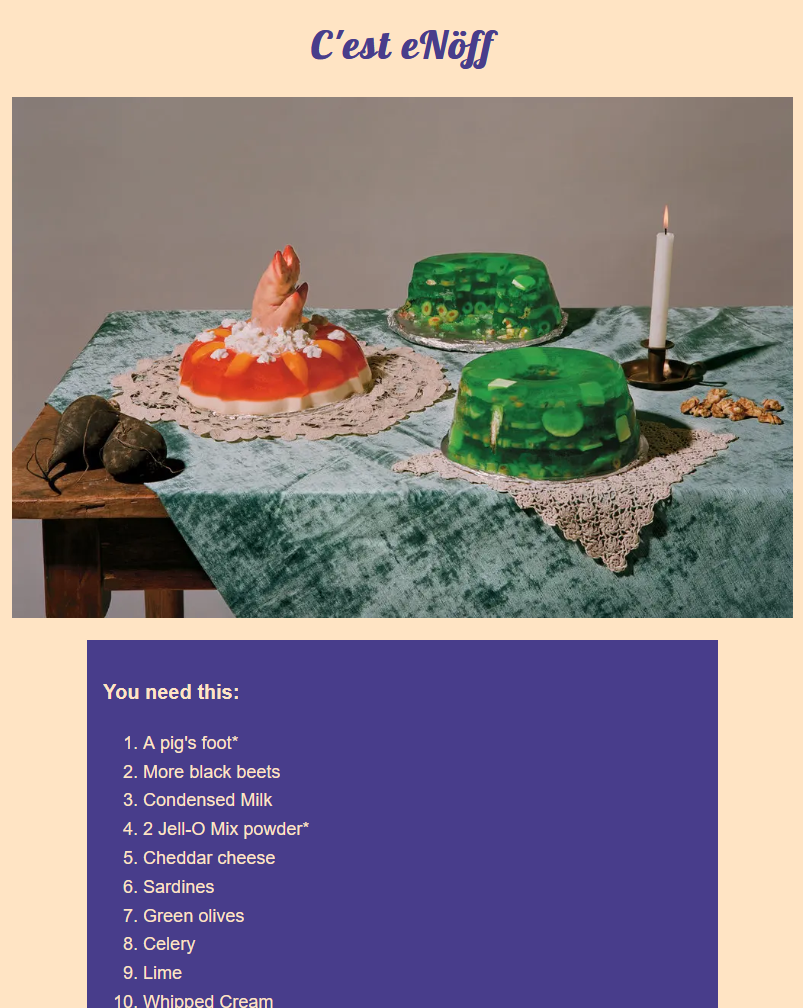 C'est eNöff
You need this:
1. A pig's foot*
2. More black beets
3. Condensed Milk
4. 2 Jell-O Mix powder*
5. Cheddar cheese
6. Sardines
7. Green olives
8. Celery
9. Lime
10. Whipped Cream